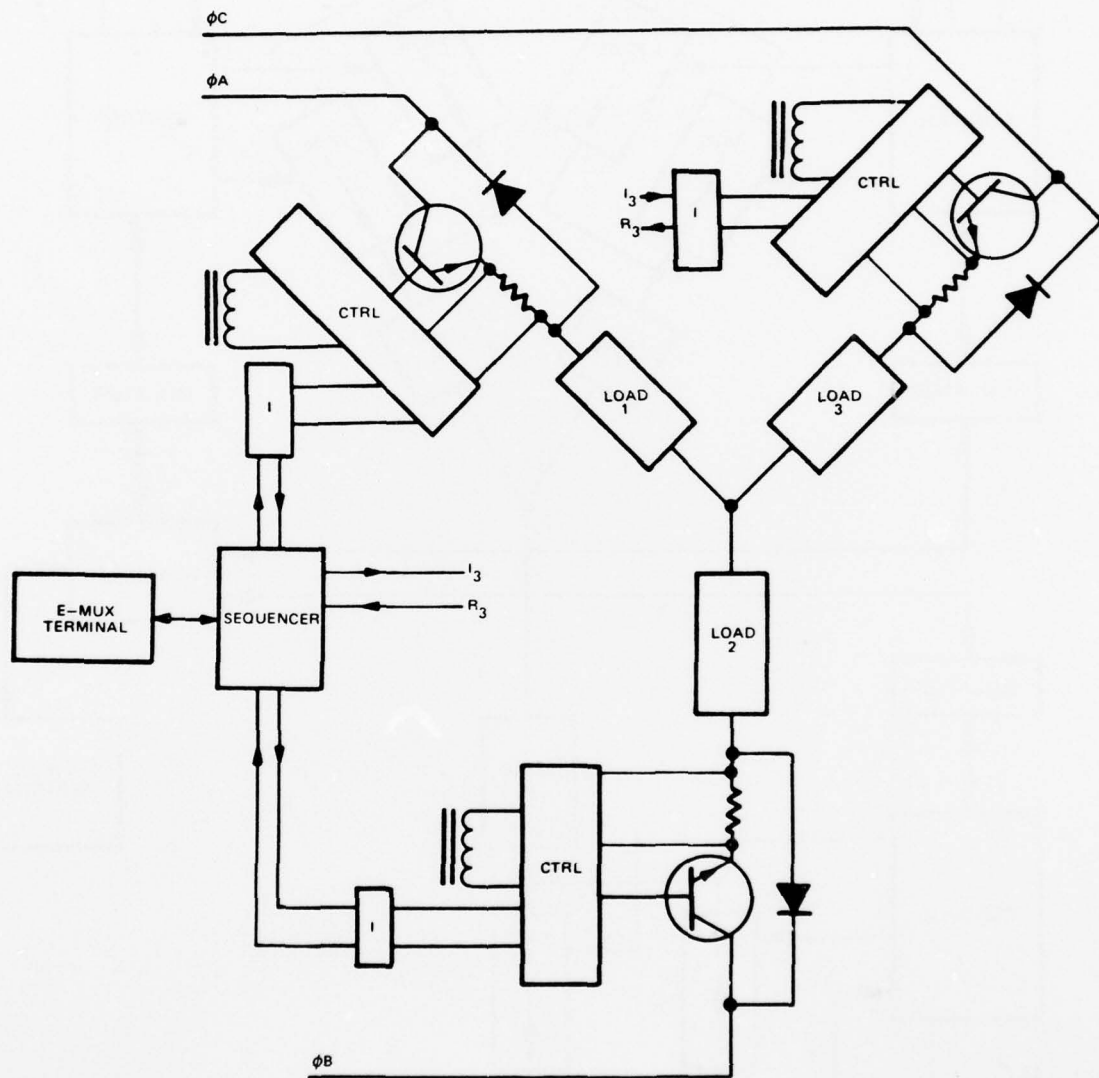 φC
φA
CTRL
I
I₃
R₃
CTRL
I
LOAD
1
LOAD
3
E-MUX
TERMINAL
SEQUENCER
I₃
R₃
LOAD
2
CTRL
I
φB